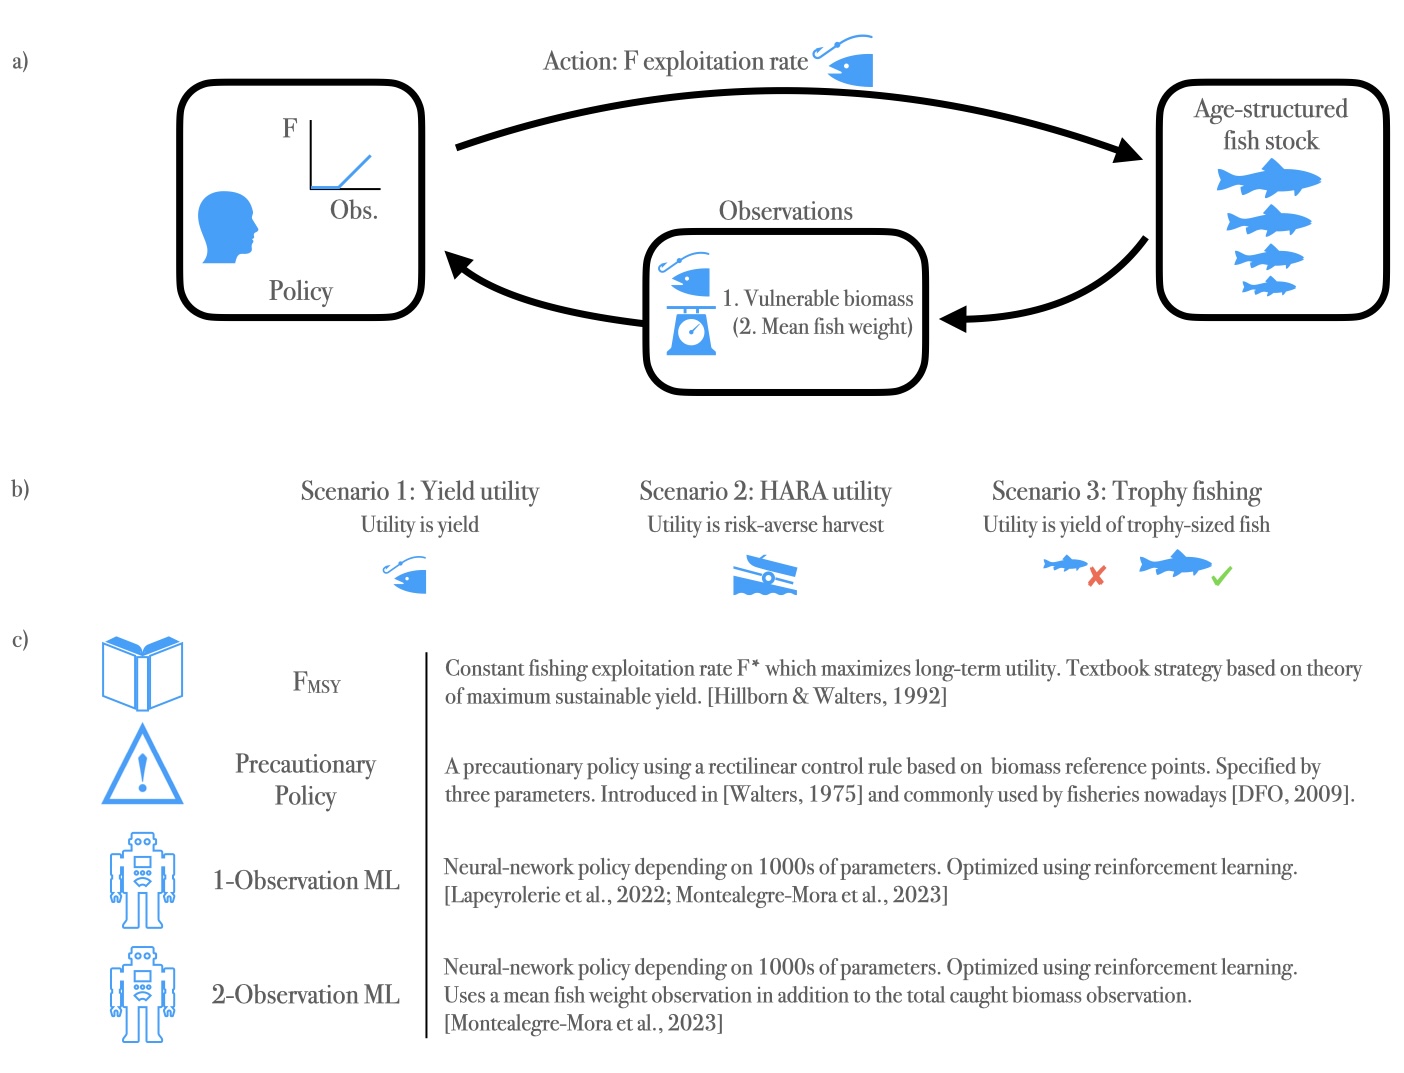 a)
Action: F exploitation rate
F
Obs.
Policy
Age-structured
fish stock
Observations
1. Vulnerable biomass
(2. Mean fish weight)
b)
Scenario 1: Yield utility
Utility is yield
Scenario 2: HARA utility
Utility is risk-averse harvest
Scenario 3: Trophy fishing
Utility is yield of trophy-sized fish
c)
FMSY
Constant fishing exploitation rate F* which maximizes long-term utility. Textbook strategy based on theory
of maximum sustainable yield. [Hillborn & Walters, 1992]
Precautionary
Policy
A precautionary policy using a rectilinear control rule based on biomass reference points. Specified by
three parameters. Introduced in [Walters, 1975] and commonly used by fisheries nowadays [DFO, 2009].
1-Observation ML
Neural-nework policy depending on 1000s of parameters. Optimized using reinforcement learning.
[Lapeyrolerie et al., 2022; Montealegre-Mora et al., 2023]
2-Observation ML
Neural-nework policy depending on 1000s of parameters. Optimized using reinforcement learning.
Uses a mean fish weight observation in addition to the total caught biomass observation.
[Montealegre-Mora et al., 2023]